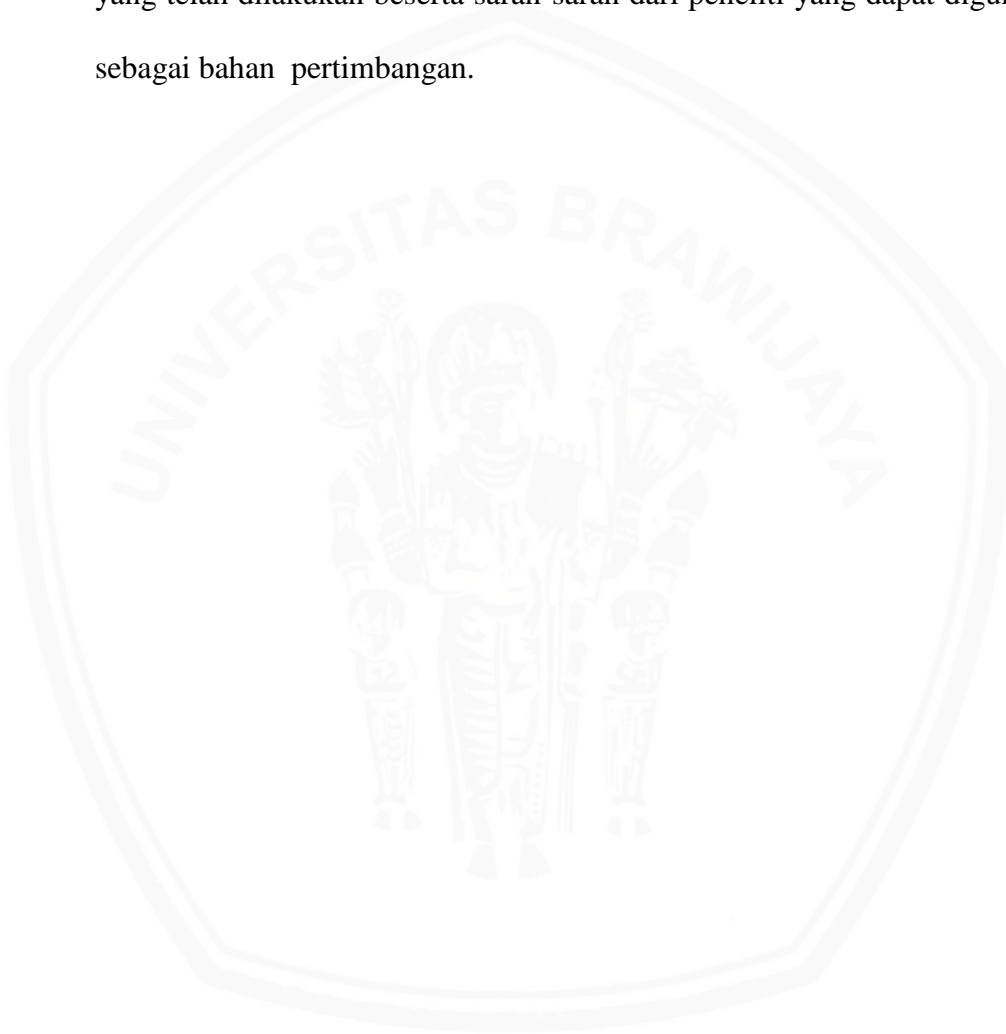 yang telah dilakukan beserta saran-saran dari peneliti yang dapat
sebagai bahan pertimbangan.
UNIVERSITAS BRAWIJAYA